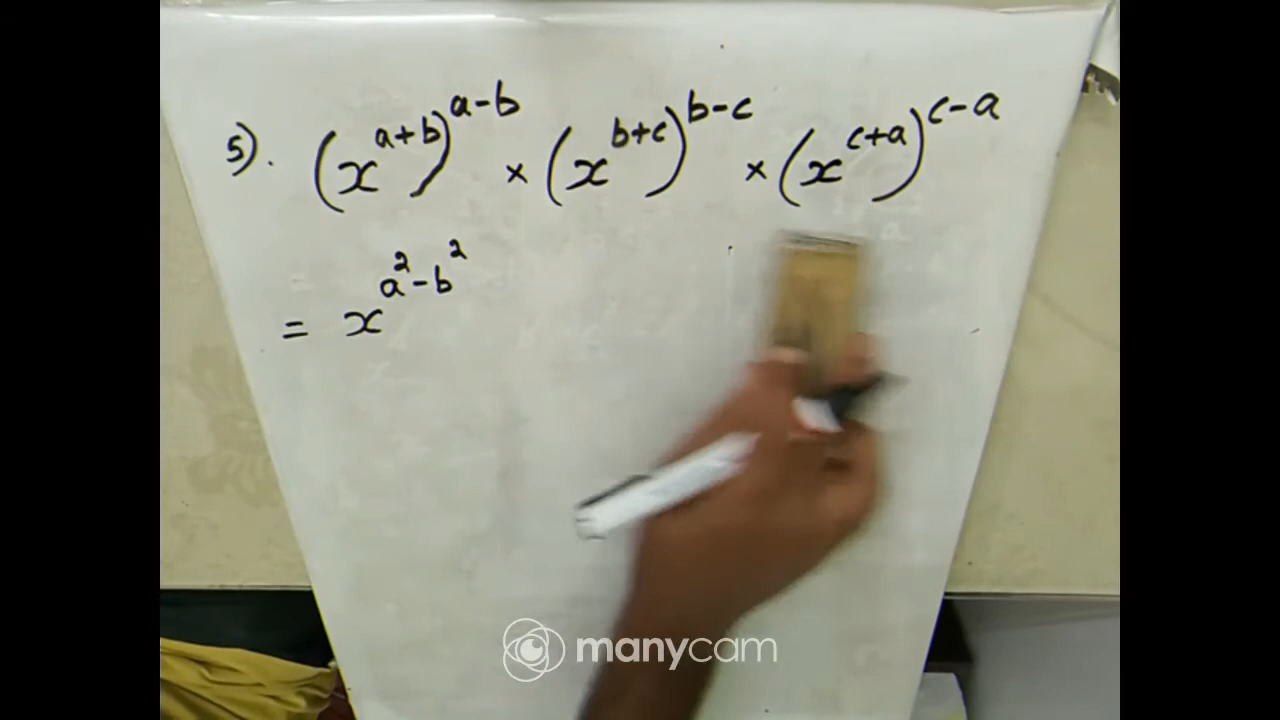 5). (x^{a+b})^{a-b} × (x^{b+c})^{b-c} × (x^{c+a})^{c-a}
= x^{a²-b²}
manycam